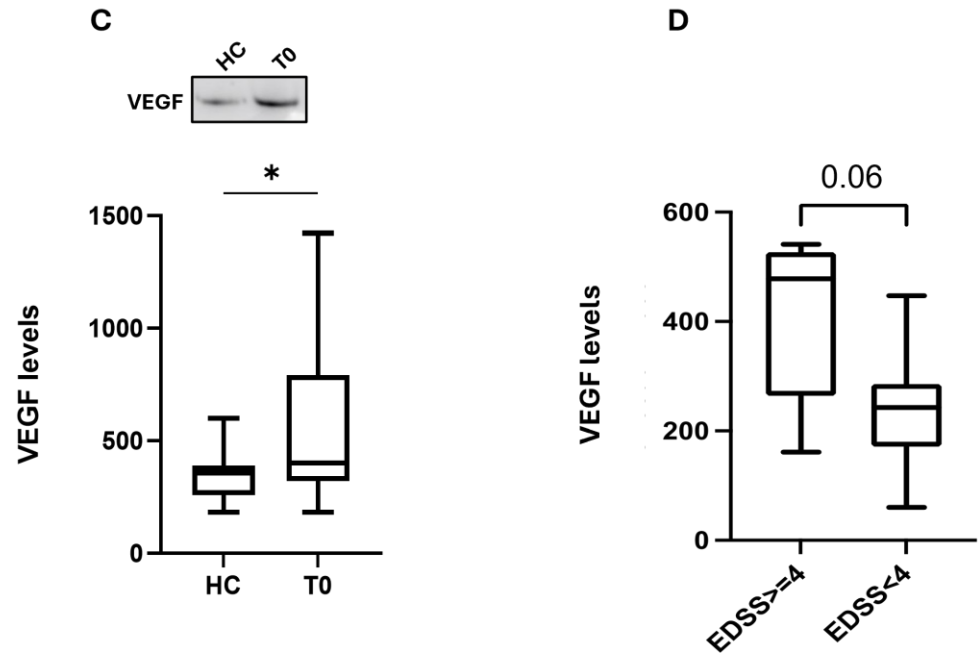 C
HC T0
VEGF
*
1500
1000
500
0
VEGF levels
HC T0
D
0.06
600
400
200
0
VEGF levels
EDSS>=4
EDSS<4